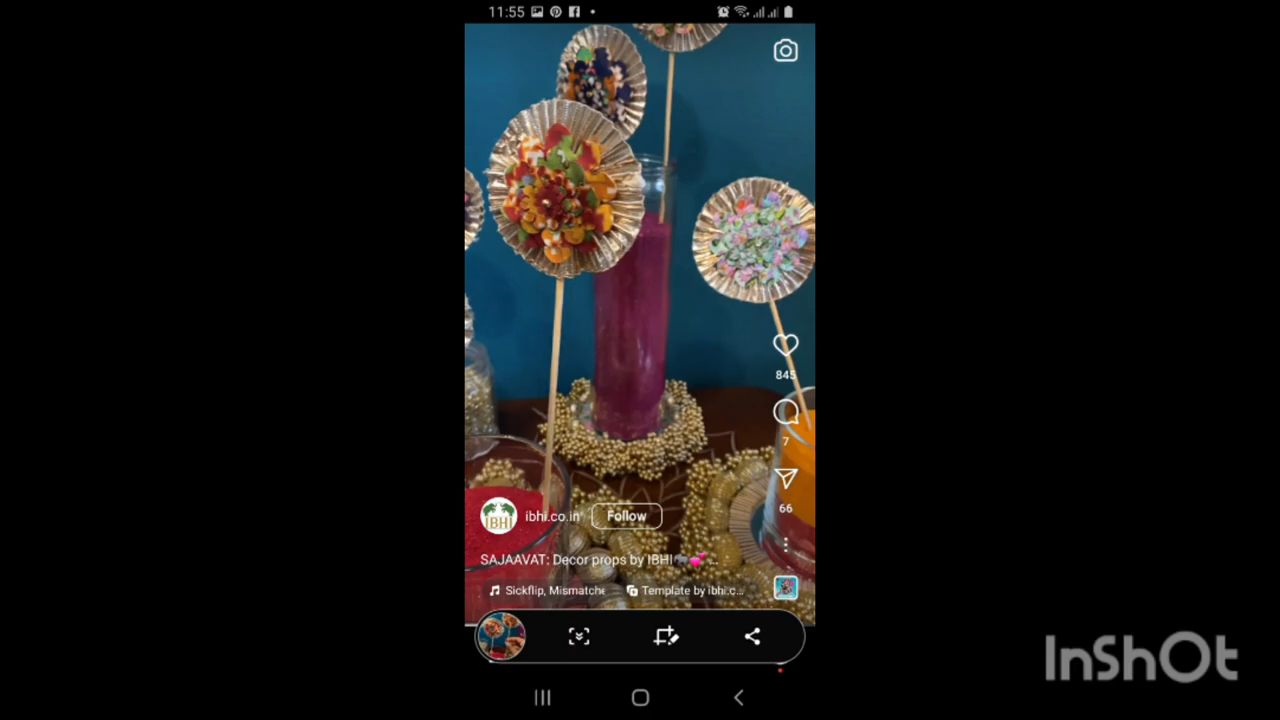 11:55
845
7
66
IBHI
ibhi.co.in
Follow
SAJAAVAT: Decor props by IBHI🐘💕 ...
Sickflip, Mismatche
Template by ibhi.c...
InShOt